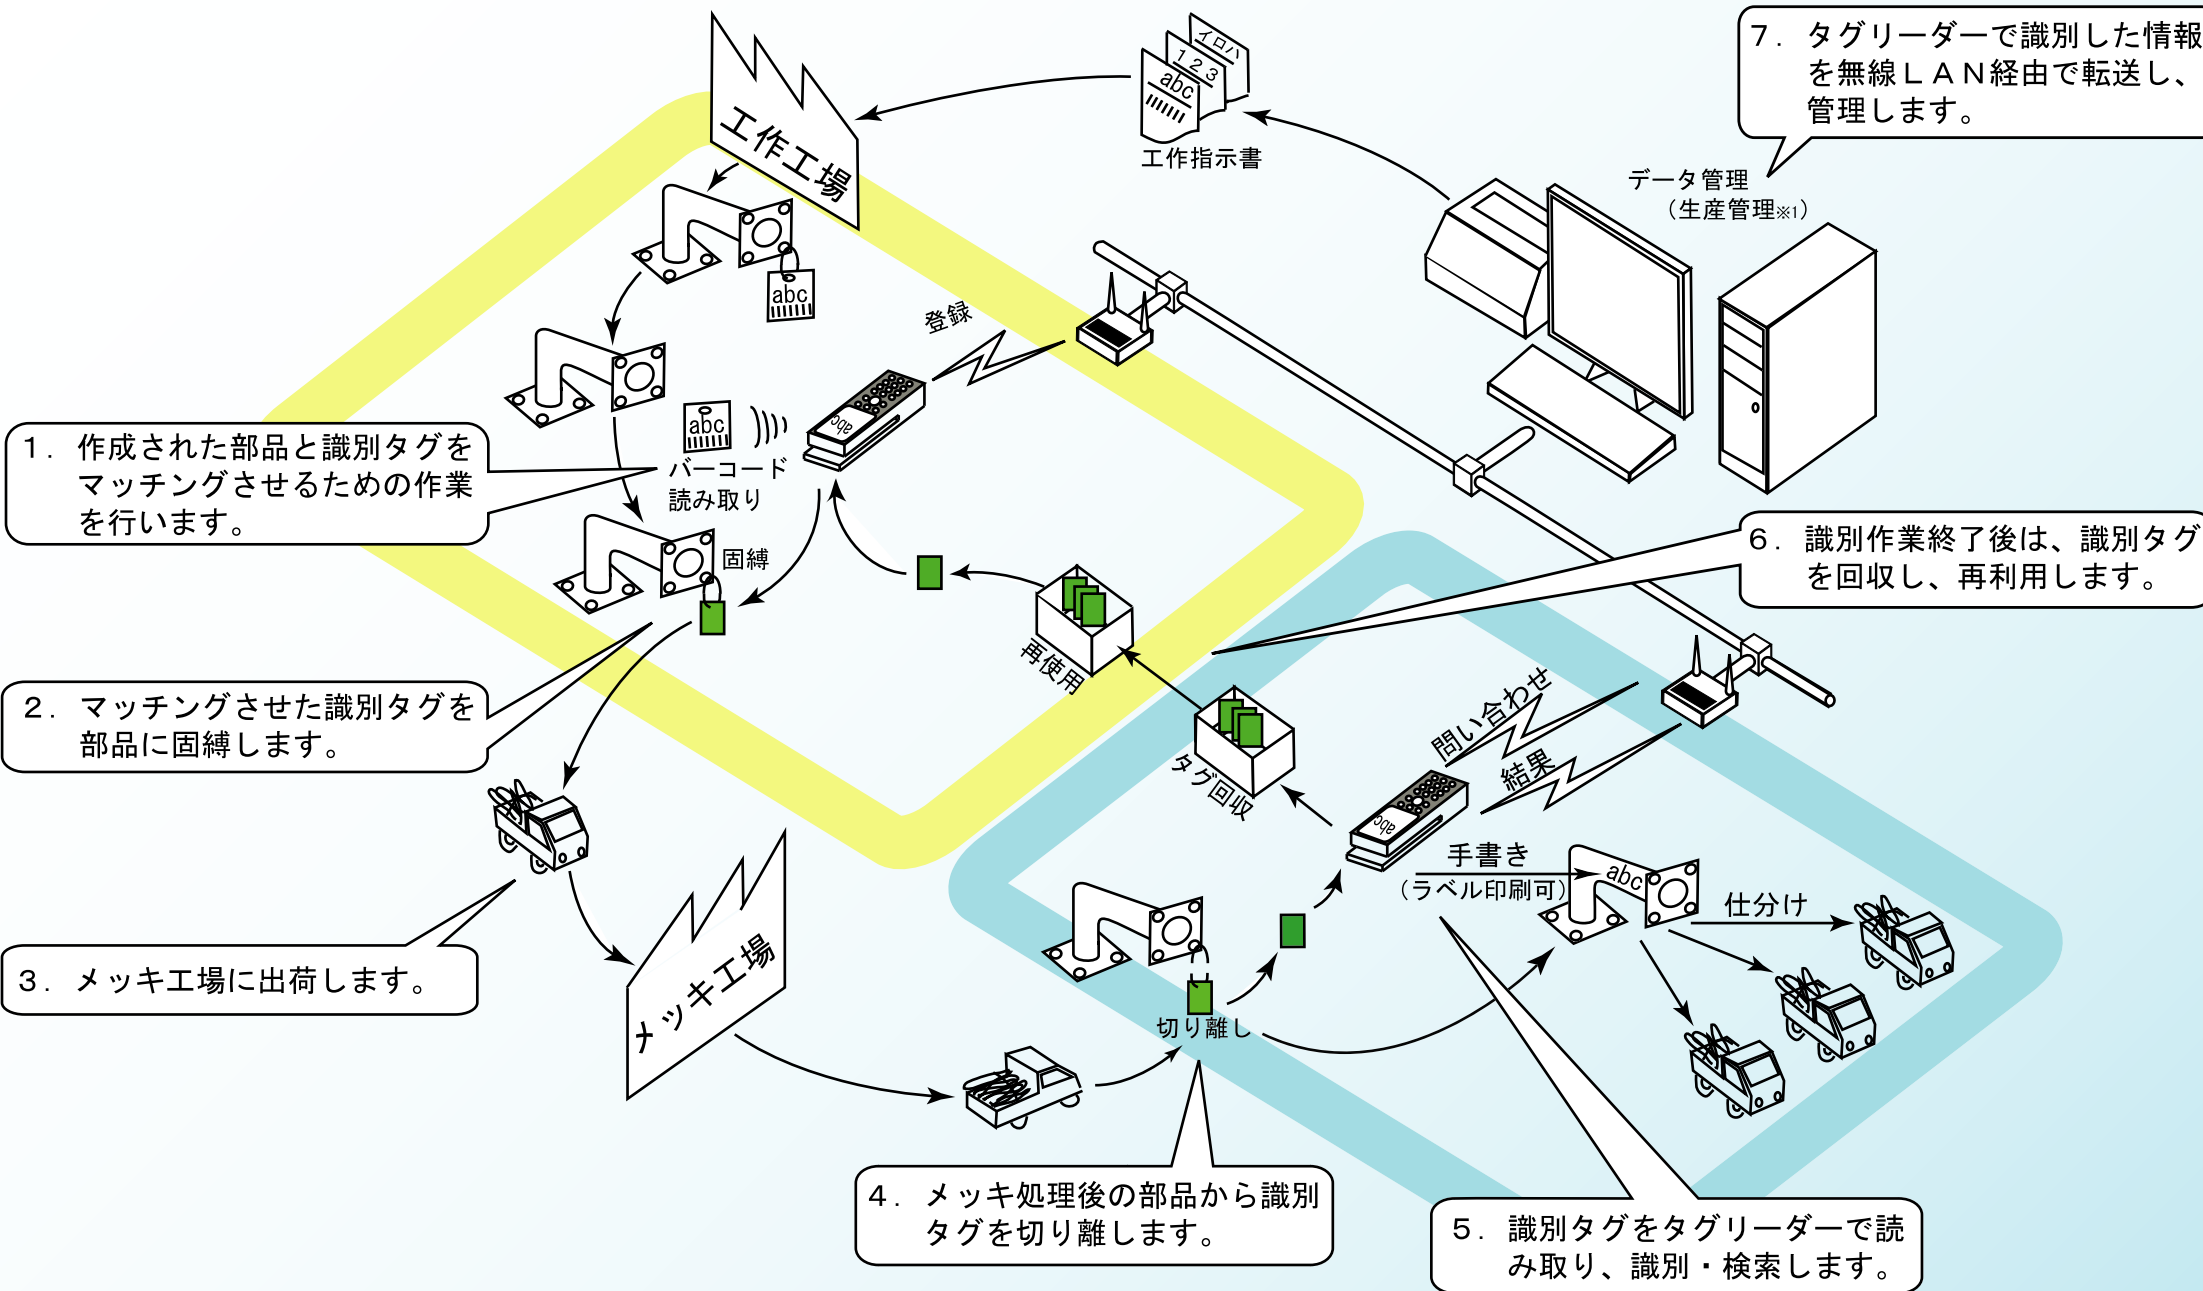 イロハ
1 2 3
abc
工作指示書
7. タグリーダーで識別した情報
を無線LAN経由で転送し、
管理します。
データ管理
（生産管理※1）
工作工場
abc
登録
abc
abc
バーコード
読み取り
1. 作成された部品と識別タグを
マッチングさせるための作業
を行います。
固縛
6. 識別作業終了後は、識別タグ
を回収し、再利用します。
再使用
2. マッチングさせた識別タグを
部品に固縛します。
問い合わせ
結果
タグ回収
abc
手書き
（ラベル印刷可）
abc
仕分け
3. メッキ工場に出荷します。
メッキ工場
切り離し
4. メッキ処理後の部品から識別
タグを切り離します。
5. 識別タグをタグリーダーで読
み取り、識別・検索します。